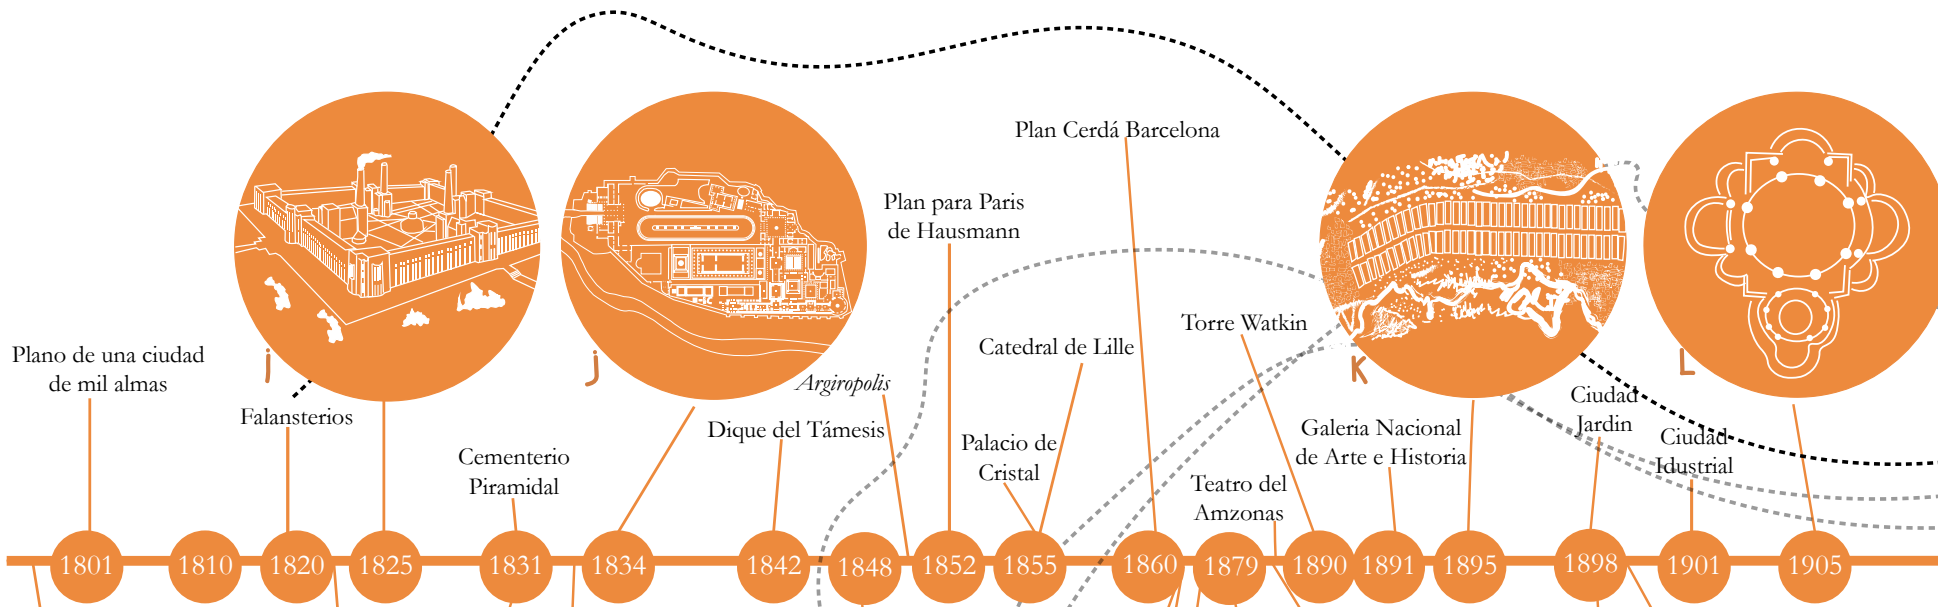 Plan Cerdá Barcelona
Plan para Paris
de Hausmann
Torre Watkin
Plano de una ciudad
de mil almas
Catedral de Lille
i
j
K
L
Argiropolis
Falansterios
Dique del Támesis
Ciudad
Jardin
Galeria Nacional
de Arte e Historia
Palacio de
Cristal
Ciudad
Idustrial
Cementerio
Piramidal
Teatro del
Amzonas
1801
1810
1820
1825
1831
1834
1842
1848
1852
1855
1860
1879
1890
1891
1895
1898
1901
1905